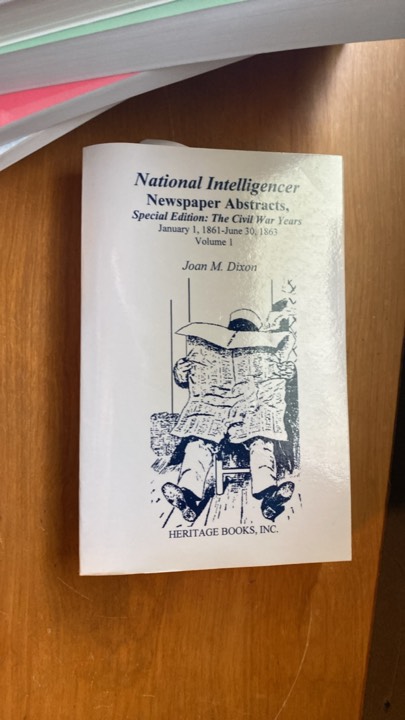 National Intelligencer
Newspaper Abstracts,
Special Edition: The Civil War Years
January 1, 1861-June 30, 1863
Volume 1
Joan M. Dixon
HERITAGE BOOKS, INC.